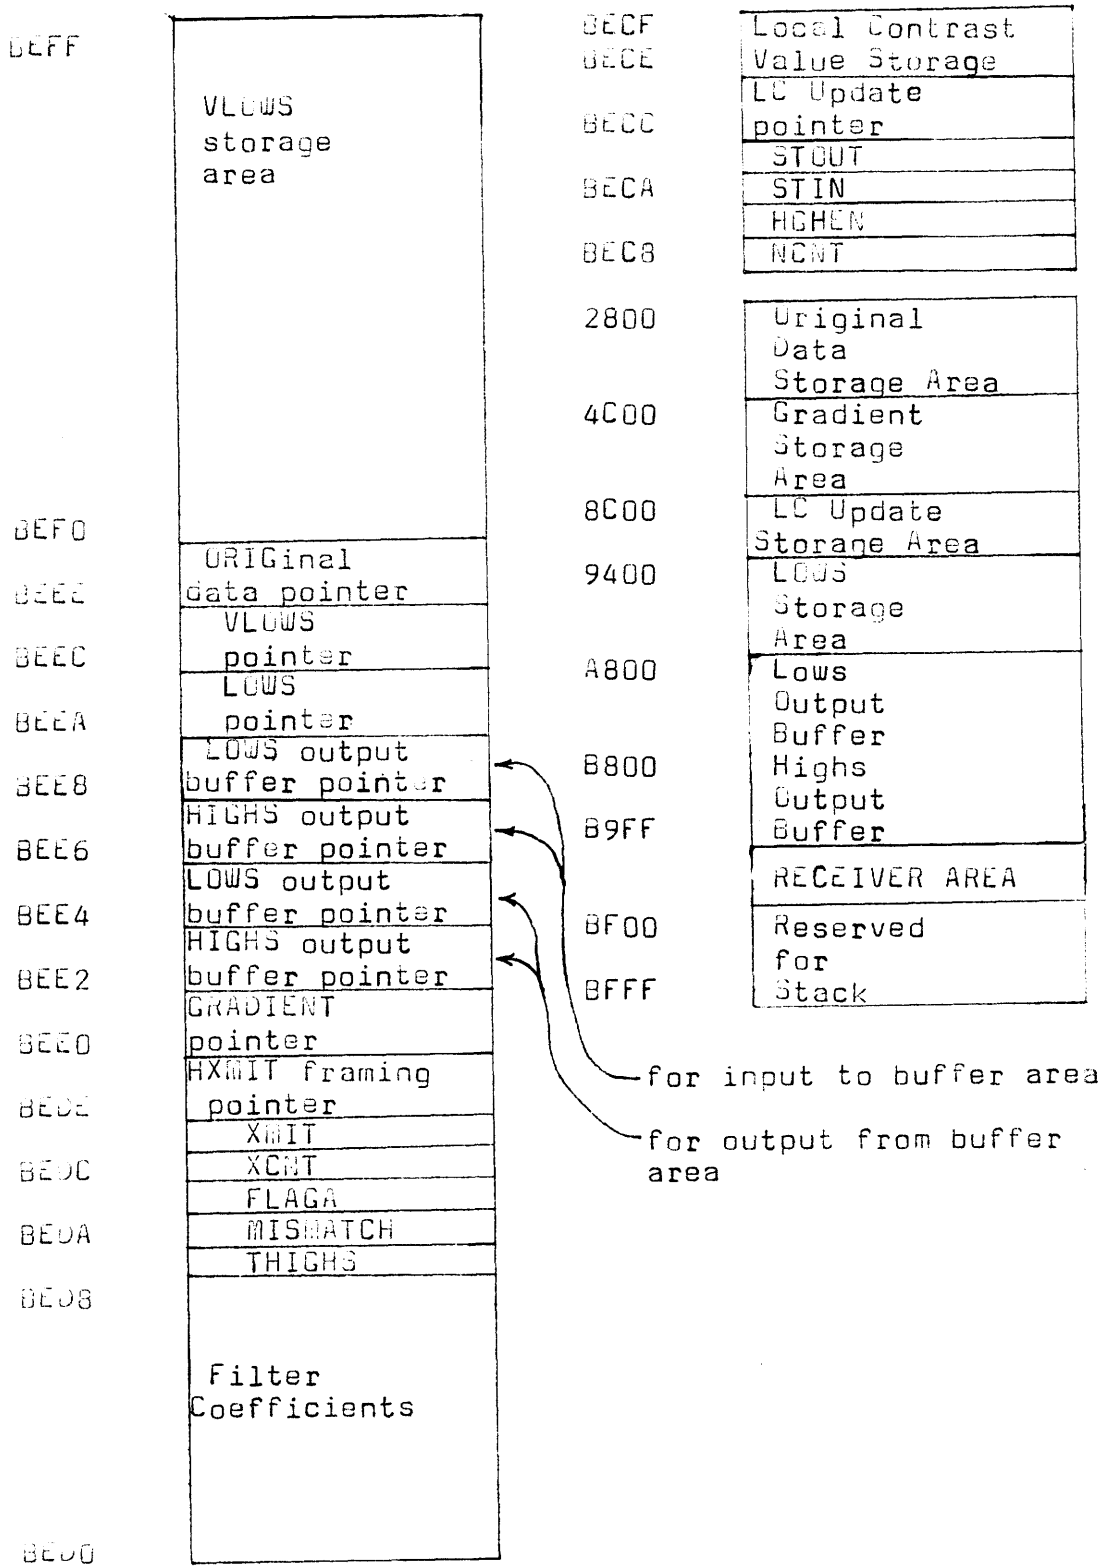 BEFF
VLOWS
storage
area
BEF0
ORIGinal
BEEE data pointer
VLOWS
BEEC pointer
LOWS
BEEA pointer
LOWS output
BEE8 buffer pointer
HIGHS output
BEE6 buffer pointer
LOWS output
BEE4 buffer pointer
HIGHS output
BEE2 buffer pointer
GRADIENT
BEE0 pointer
HXMIT framing
BEDE pointer
XMIT
BEDC XCNT
FLAGA
BEDA MISMATCH
THIGHS
BED8
Filter
Coefficients
BED0
BECF Local Contrast
BECE Value Storage
LC Update
BECC pointer
STOUT
BECA STIN
HGHEN
BEC8 NCNT
2800 Original
Data
Storage Area
4C00 Gradient
Storage
Area
8C00 LC Update
Storage Area
9400 LOWS
Storage
Area
A800 Lows
Output
Buffer
B800 Highs
Output
B9FF Buffer
RECEIVER AREA
BF00 Reserved
for
BFFF Stack
for input to buffer area
for output from buffer
area